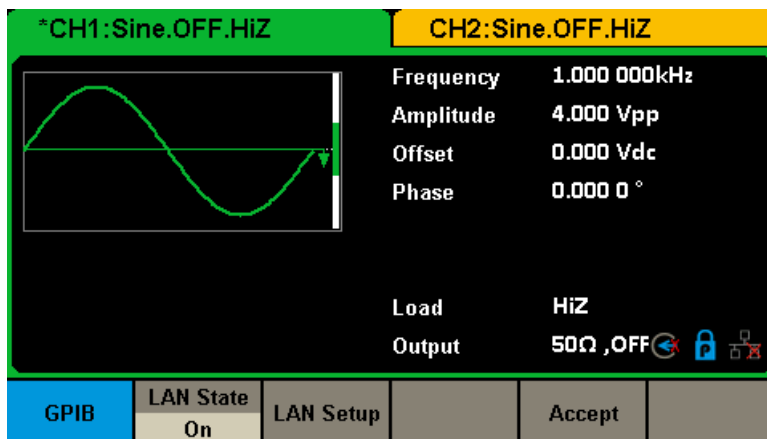 *CH1:Sine.OFF.HiZ
CH2:Sine.OFF.HiZ
Frequency 1.000 000kHz
Amplitude 4.000 Vpp
Offset 0.000 Vdc
Phase 0.000 0 °
Load HiZ
Output 50Ω ,OFF
P
GPIB
LAN State
On
LAN Setup
Accept